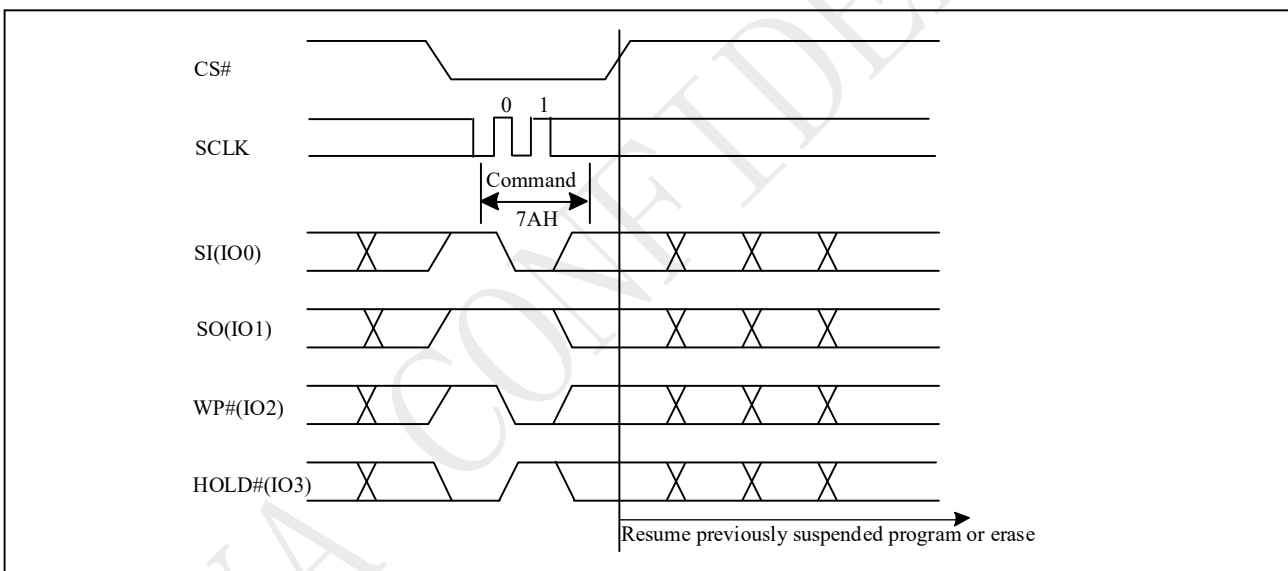 CS#
0 1
SCLK
Command
7AH
SI(IO0)
SO(IO1)
WP#(IO2)
HOLD#(IO3)
Resume previously suspended program or erase